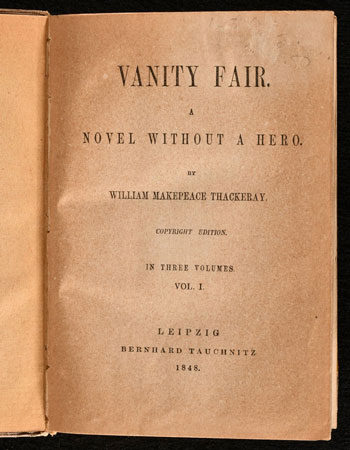 VANITY FAIR.
A
NOVEL WITHOUT A HERO.
BY
WILLIAM MAKEPEACE THACKERAY.
COPYRIGHT EDITION.
IN THREE VOLUMES.
VOL. I.
LEIPZIG
BERNHARD TAUCHNITZ
1848.